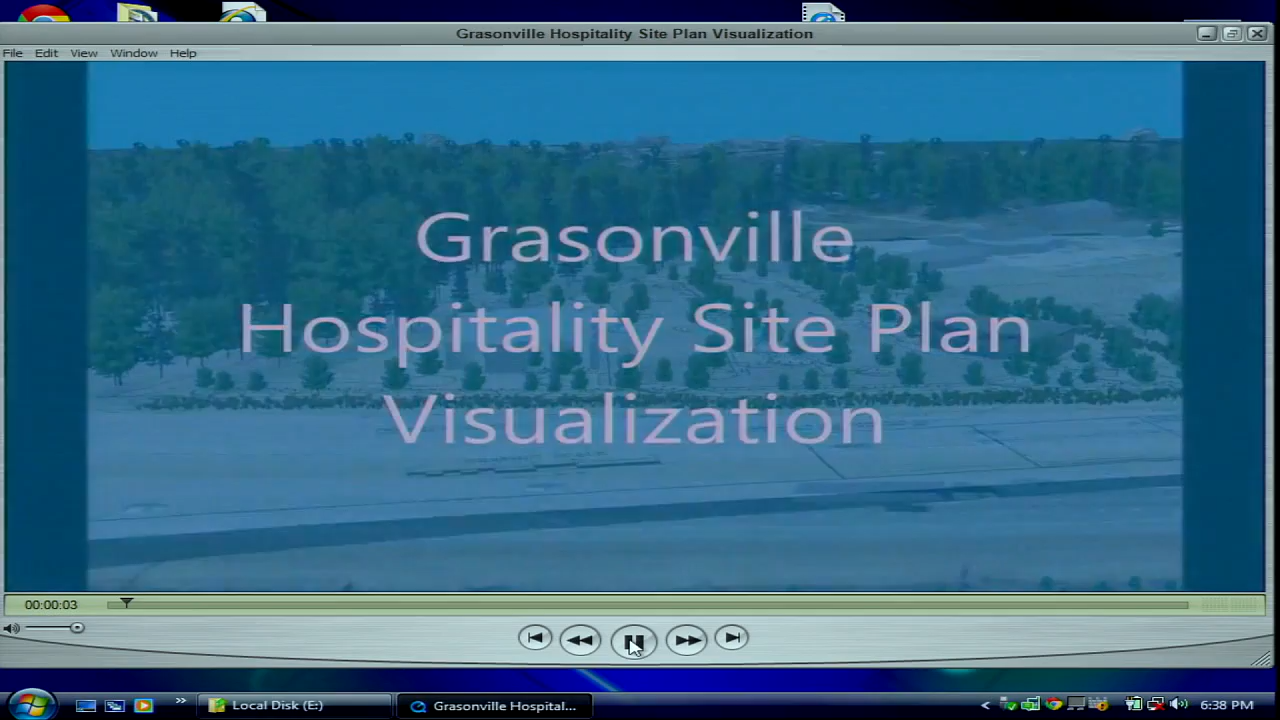 Grasonville Hospitality Site Plan Visualization
File Edit View Window Help
Grasonville
Hospitality Site Plan
Visualization
00:00:03
Local Disk (E:)
Grasonville Hospital...
6:38 PM